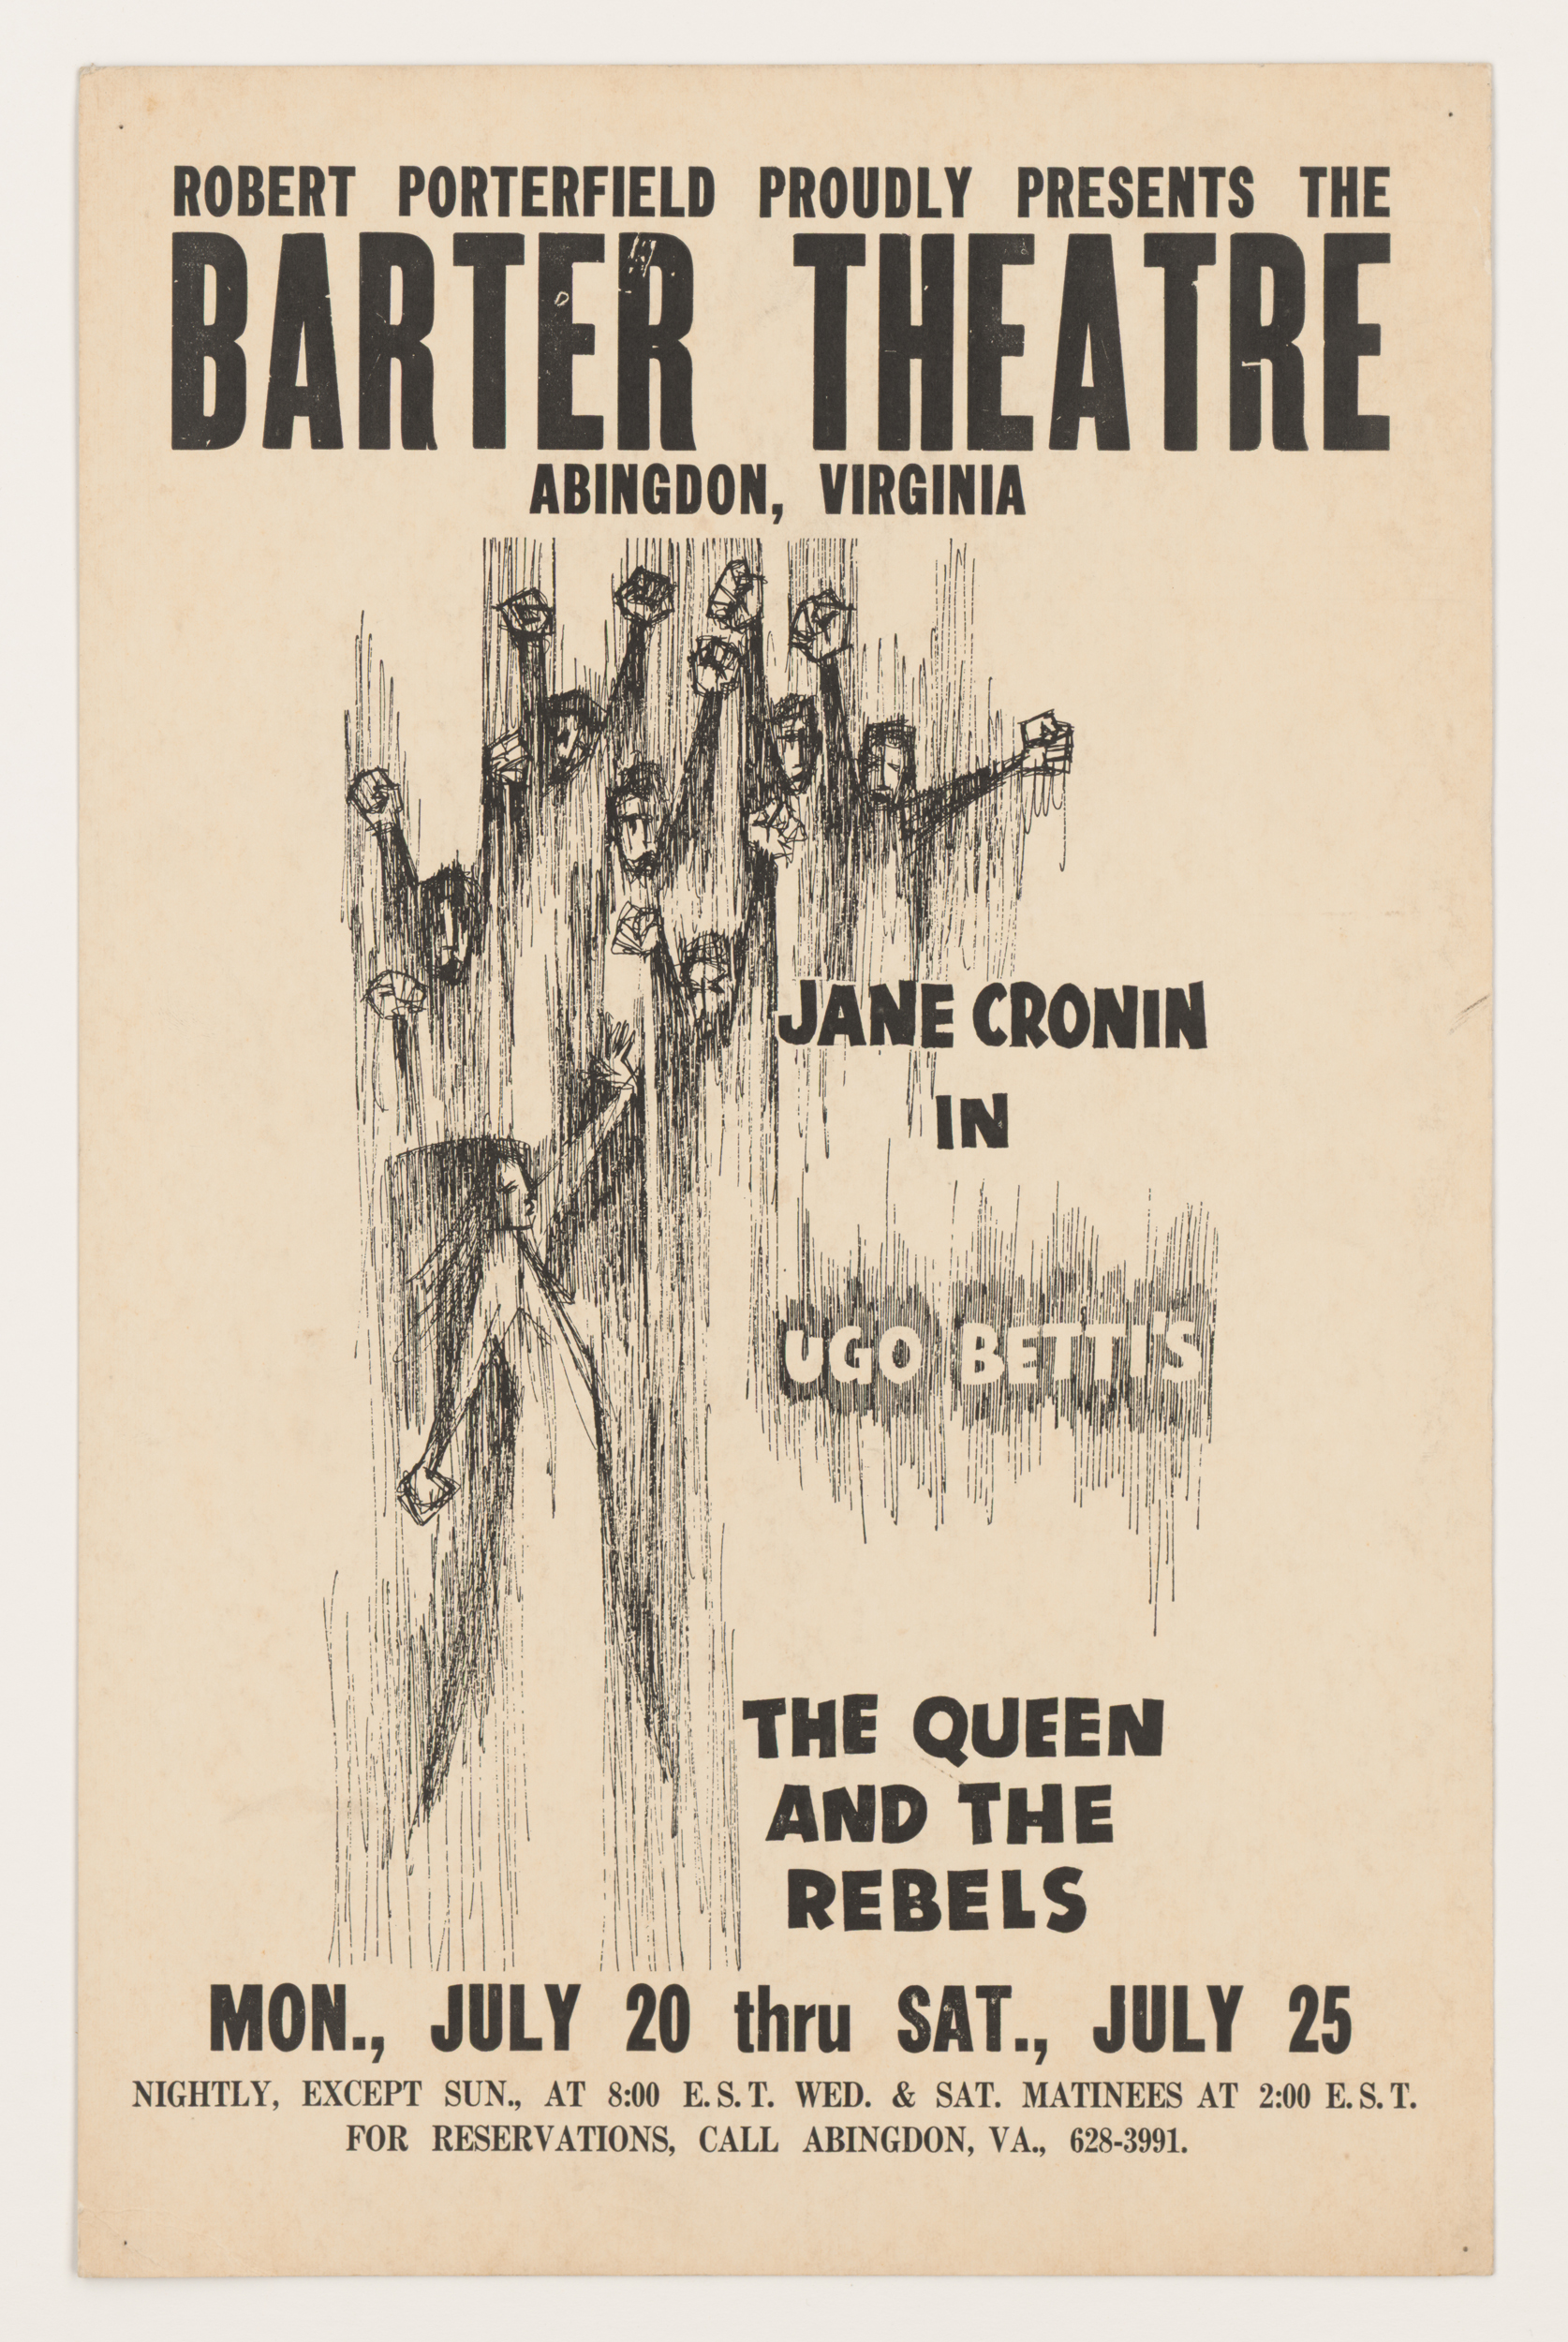 ROBERT PORTERFIELD PROUDLY PRESENTS THE
BARTER THEATRE
ABINGDON, VIRGINIA
JANE CRONIN
IN
UGO BETTI'S
THE QUEEN
AND THE
REBELS
MON., JULY 20 thru SAT., JULY 25
NIGHTLY, EXCEPT SUN., AT 8:00 E.S.T. WED. & SAT. MATINEES AT 2:00 E.S.T.
FOR RESERVATIONS, CALL ABINGDON, VA., 628-3991.